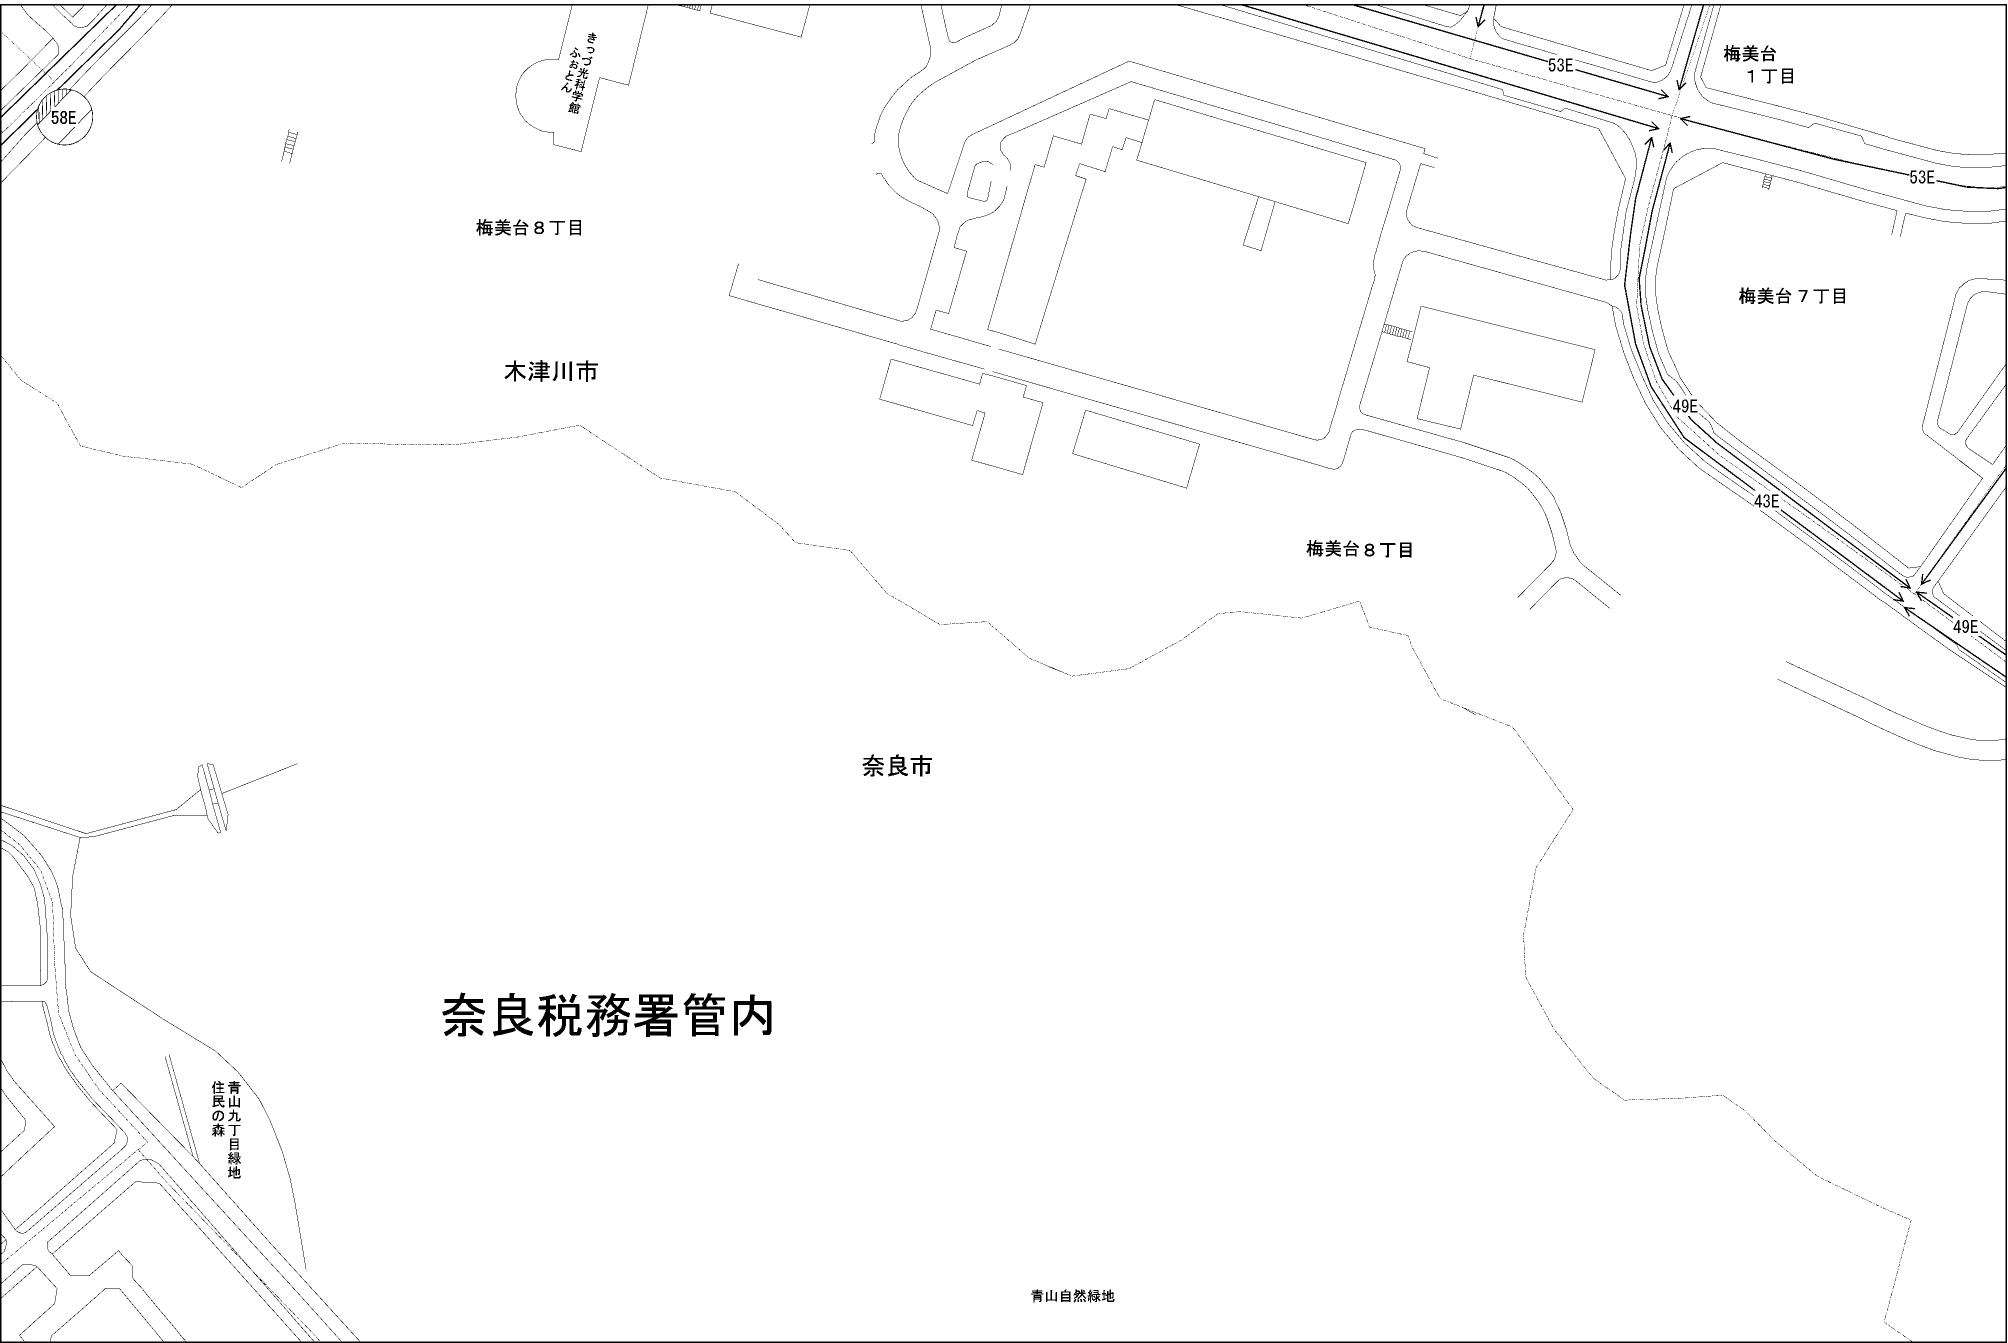 梅美台
１丁目
53E
きっづ光科学館
ふぉとん
58E
53E
梅美台８丁目
梅美台７丁目
木津川市
49E
43E
梅美台８丁目
49E
奈良市
奈良税務署管内
青山九丁目緑地
住民の森
青山自然緑地